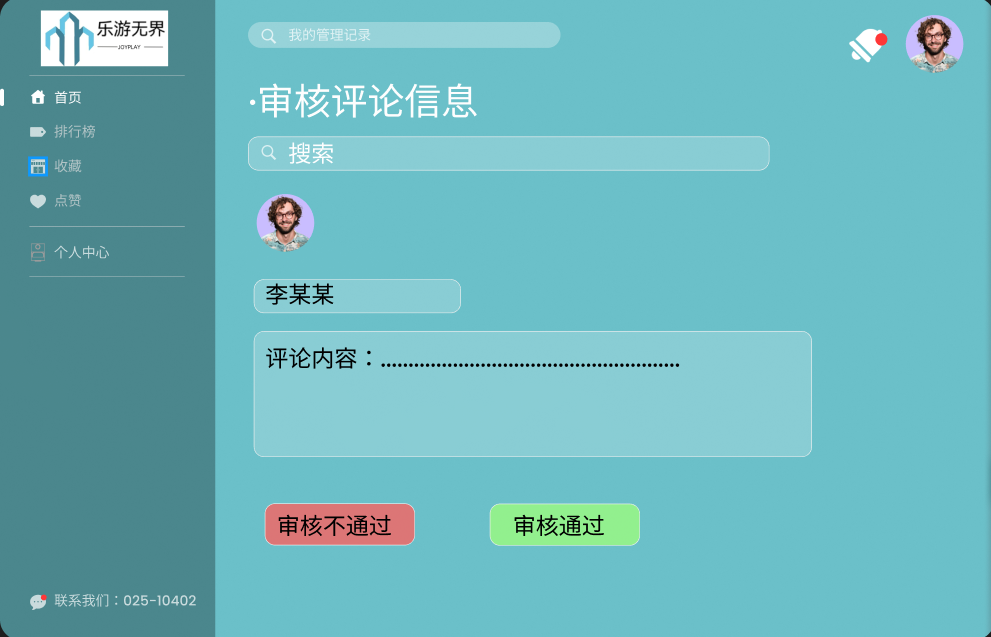 乐游无界
JOYPLAY
首页
排行榜
收藏
点赞
个人中心
联系我们：025-10402
我的管理记录
·审核评论信息
搜索
李某某
评论内容：......................................................
审核不通过
审核通过